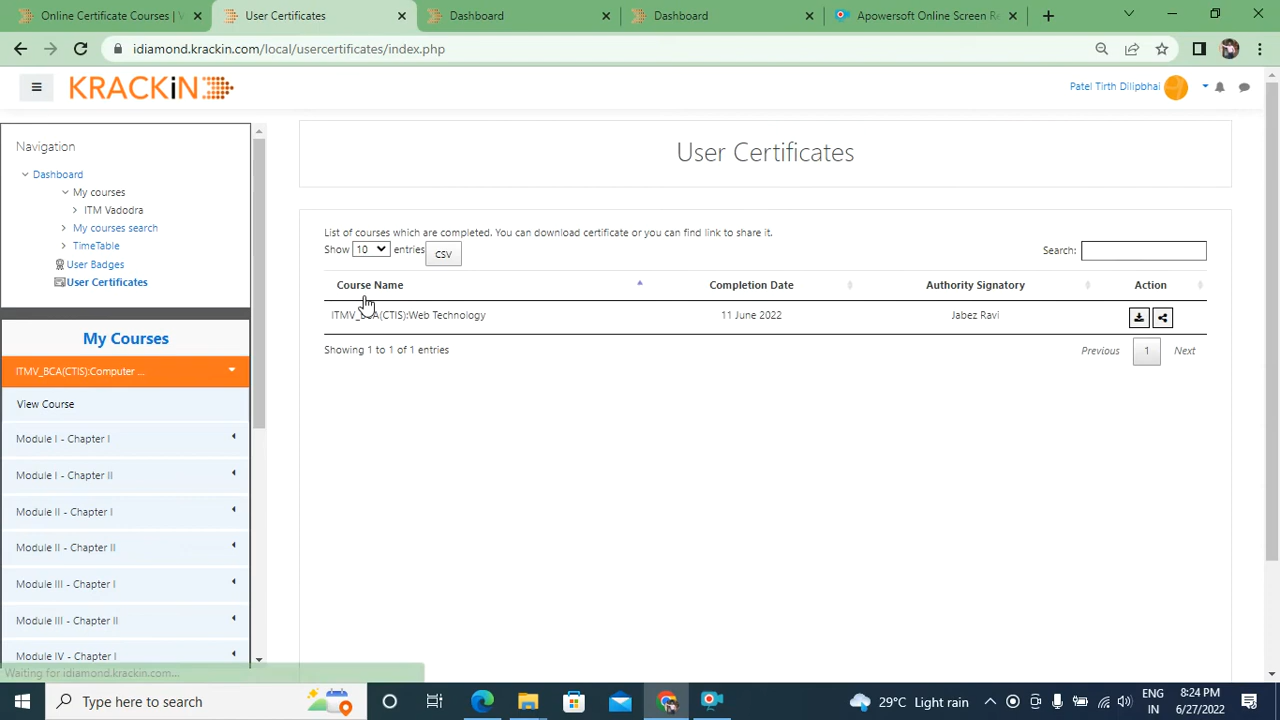 Online Certificate Courses | V
User Certificates
Dashboard
Dashboard
Apowersoft Online Screen Re
idiamond.krackin.com/local/usercertificates/index.php
KRACKiN
Patel Tirth Dilipbhai
Navigation
Dashboard
My courses
ITM Vadodra
My courses search
TimeTable
User Badges
User Certificates
My Courses
ITMV_BCA(CTIS):Computer ...
View Course
Module I - Chapter I
Module I - Chapter II
Module II - Chapter I
Module II - Chapter II
Module III - Chapter I
Module III - Chapter II
Module IV - Chapter I
User Certificates
List of courses which are completed. You can download certificate or you can find link to share it.
Show 10 entries CSV
Search:
Course Name Completion Date Authority Signatory Action
ITMV_BCA(CTIS):Web Technology 11 June 2022 Jabez Ravi
Showing 1 to 1 of 1 entries
Previous 1 Next
Waiting for idiamond.krackin.com...
Type here to search
29°C Light rain
ENG
IN
8:24 PM
6/27/2022